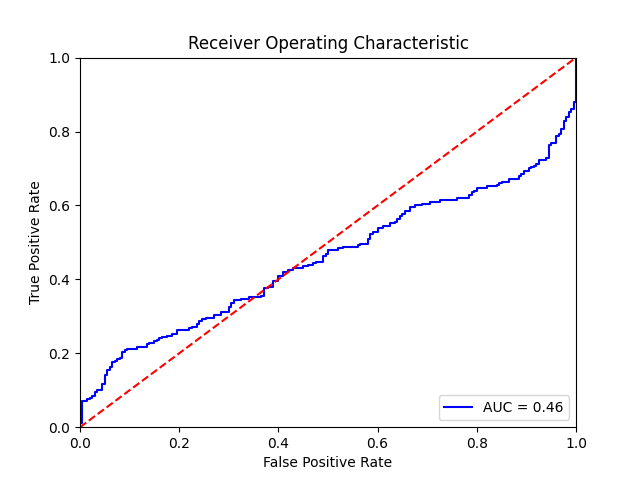 Receiver Operating Characteristic
True Positive Rate
1.0
0.8
0.6
0.4
0.2
0.0
AUC = 0.46
0.0 0.2 0.4 0.6 0.8 1.0
False Positive Rate